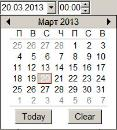 20.03.2013 00:00
Март 2013
П В С Ч П С В
25 26 27 28 1 2 3
4 5 6 7 8 9 10
11 12 13 14 15 16 17
18 19 20 21 22 23 24
25 26 27 28 29 30 31
1 2 3 4 5 6 7
Today Clear